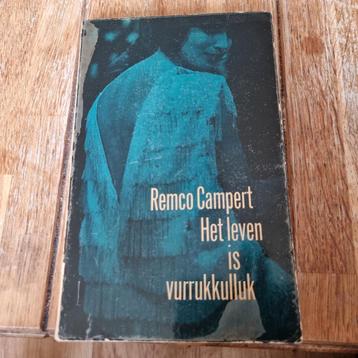 Remco Campert
Het leven
is
vurrukkulluk